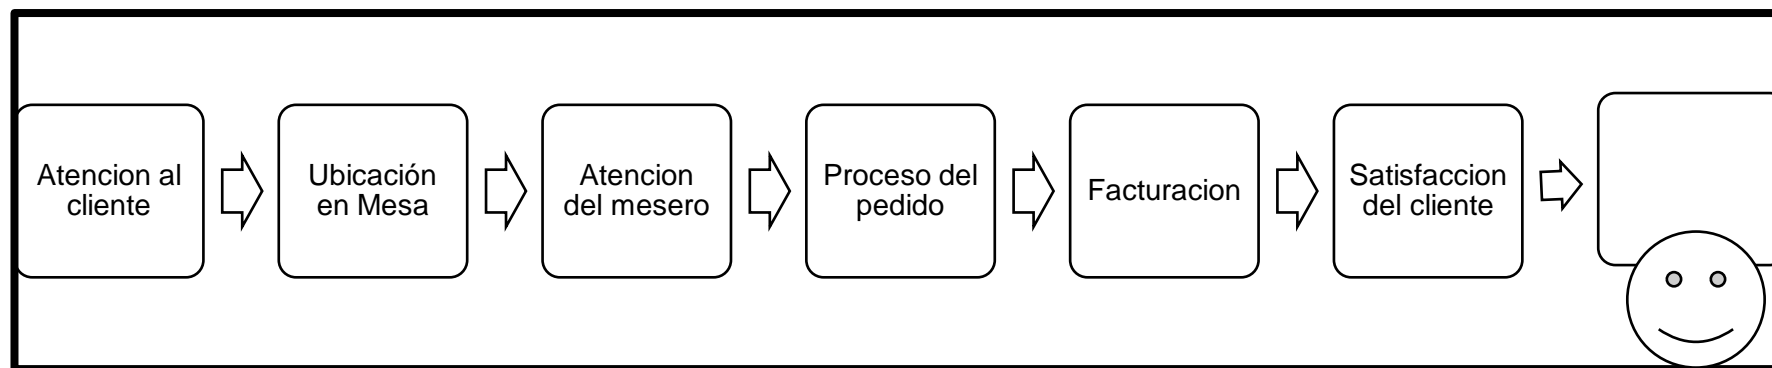 Atencion al
cliente
Ubicación
en Mesa
Atencion
del mesero
Proceso del
pedido
Facturacion
Satisfaccion
del cliente